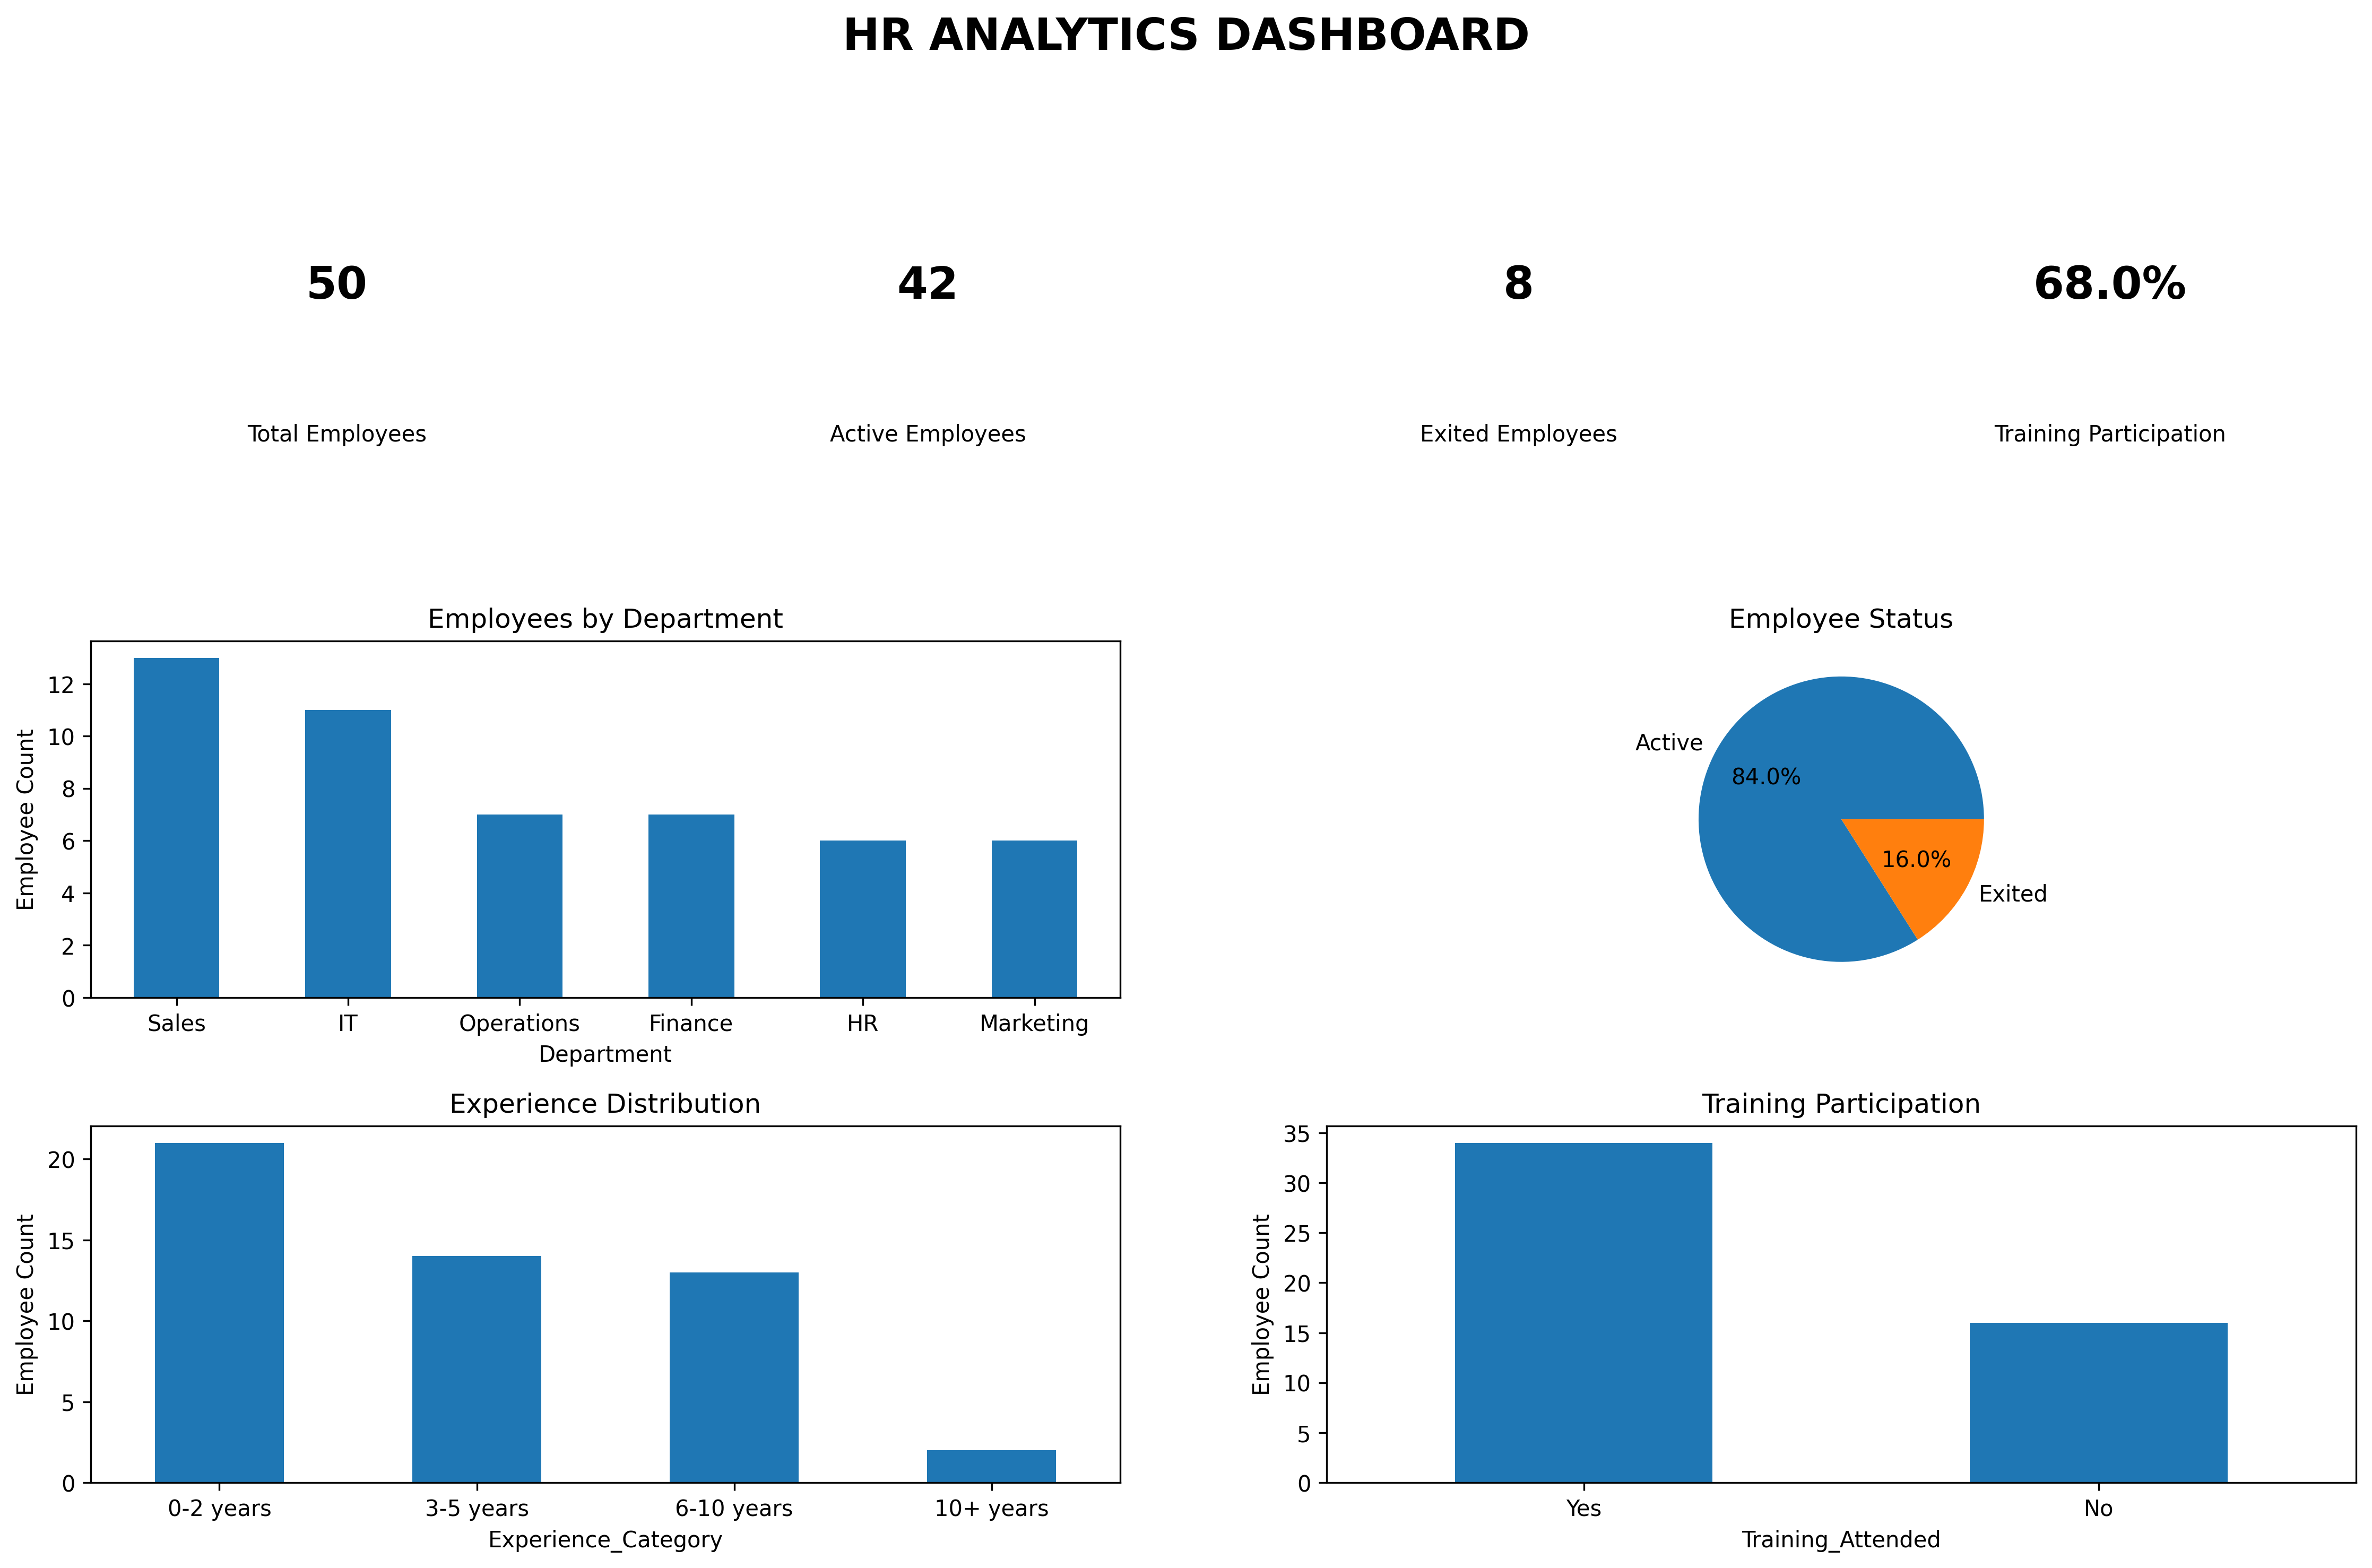 HR ANALYTICS DASHBOARD
50
42
8
68.0%
Total Employees
Active Employees
Exited Employees
Training Participation
Employees by Department
Employee Count
12
10
8
6
4
2
0
Sales
IT
Operations
Finance
HR
Marketing
Department
Employee Status
Active
84.0%
16.0%
Exited
Experience Distribution
Employee Count
20
15
10
5
0
0-2 years
3-5 years
6-10 years
10+ years
Experience_Category
Training Participation
Employee Count
35
30
25
20
15
10
5
0
Yes
No
Training_Attended